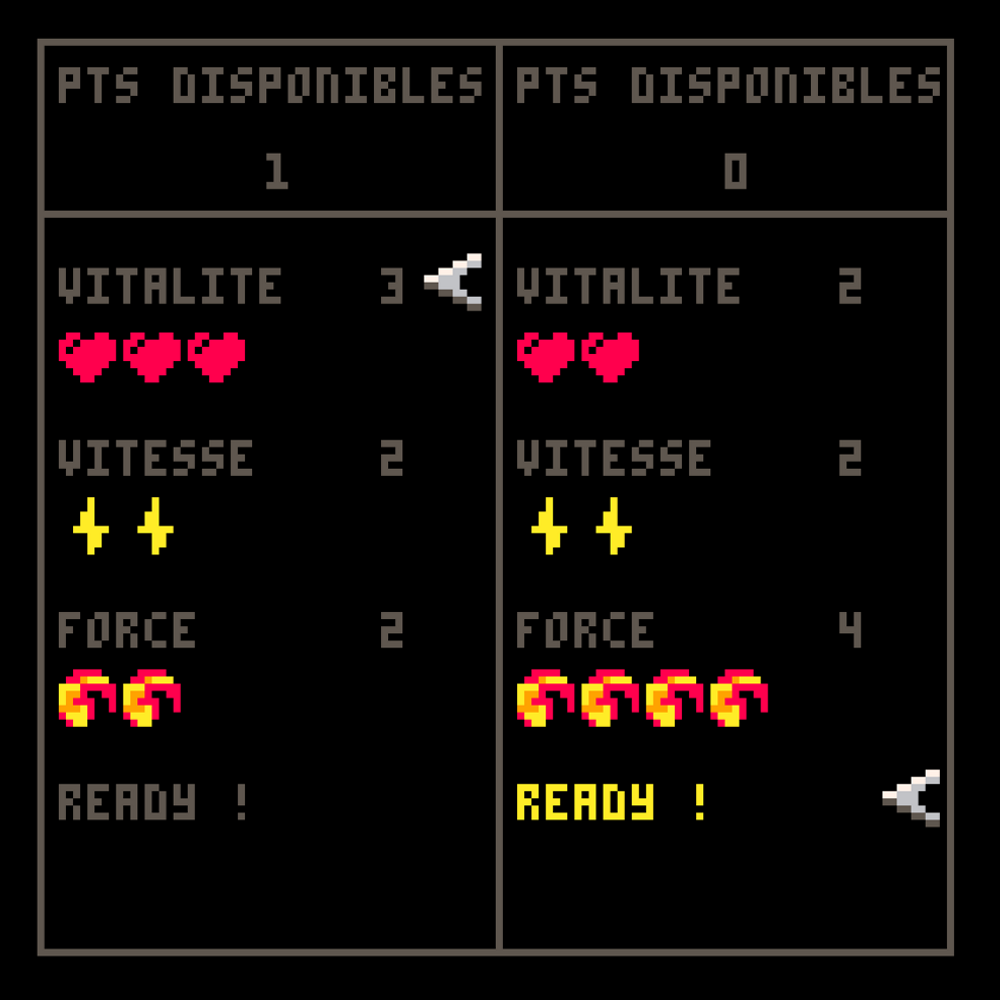 PTS DISPONIBLES
1
VITALITE 3
VITESSE 2
FORCE 2
READY !
PTS DISPONIBLES
0
VITALITE 2
VITESSE 2
FORCE 4
READY !